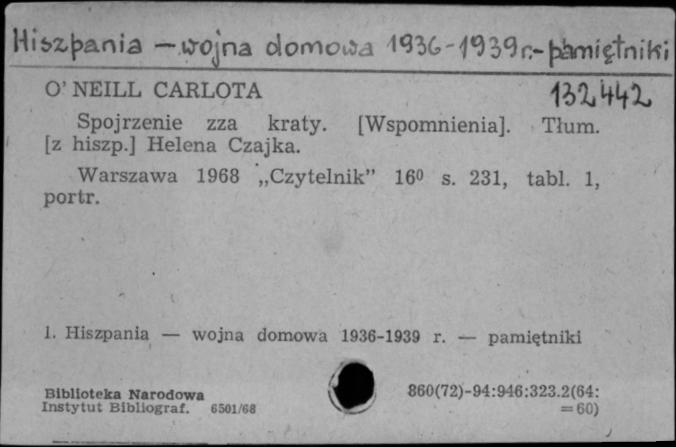 Hiszpania — wojna domowa 1936-1939 r. - pamiętniki
O'NEILL CARLOTA 132442
Spojrzenie zza kraty. [Wspomnienia]. Tłum.
[z hiszp.] Helena Czajka.
Warszawa 1968 „Czytelnik” 16⁰ s. 231, tabl. 1,
portr.
1. Hiszpania — wojna domowa 1936-1939 r. — pamiętniki
Biblioteka Narodowa 860(72)-94:946:323.2(64:
Instytut Bibliograf. 6501/68 =60)